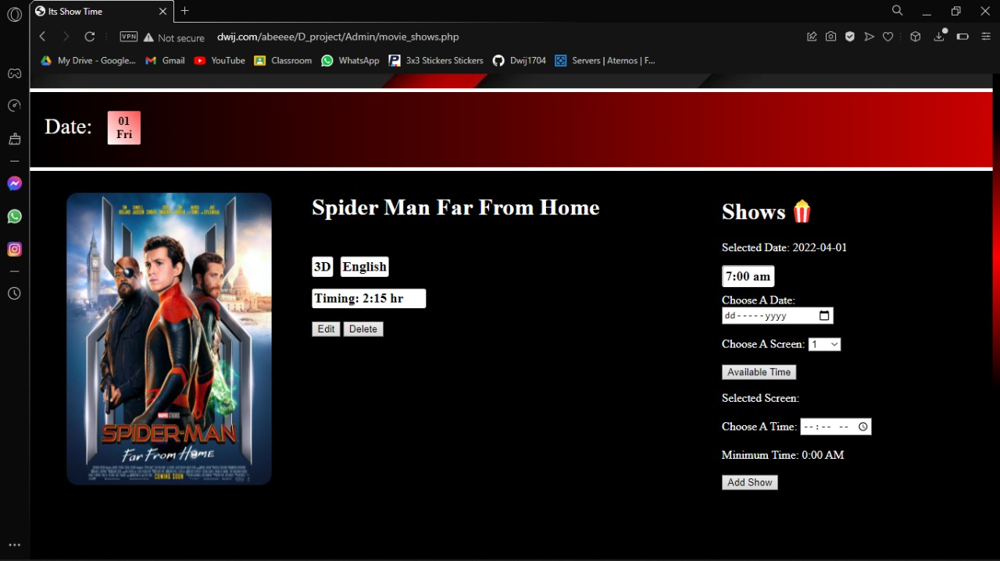 Its Show Time
VPN
Not secure
dwij.com/abeeee/D_project/Admin/movie_shows.php
My Drive - Google...
Gmail
YouTube
Classroom
WhatsApp
3x3 Stickers Stickers
Dwij1704
Servers | Aternos | F...
Date:
01
Fri
Spider Man Far From Home
3D
English
Timing: 2:15 hr
Edit
Delete
SPIDER-MAN
Far From Home
COMING SOON
Shows 🍿
Selected Date: 2022-04-01
7:00 am
Choose A Date:
dd-----yyyy
Choose A Screen: 1
Available Time
Selected Screen:
Choose A Time: --:-- --
Minimum Time: 0:00 AM
Add Show